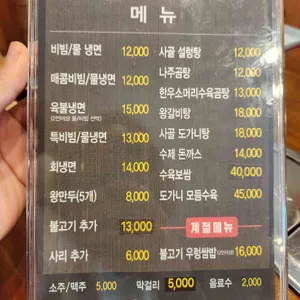 메뉴
비빔/물 냉면 12,000
매콤비빔/물냉면 12,000
육불냉면 15,000
특비빔/물냉면 13,000
회냉면 14,000
왕만두(5개) 8,000
불고기 추가 13,000
사리 추가 6,000
사골 설렁탕 12,000
나주곰탕 12,000
한우소머리수육곰탕 13,000
왕갈비탕 18,000
사골 도가니탕 18,000
수제 돈까스 14,000
수육보쌈 40,000
도가니 모듬수육 45,000
계절메뉴
불고기 우렁쌈밥 16,000
소주/맥주 5,000 막걸리 5,000 음료수 2,000